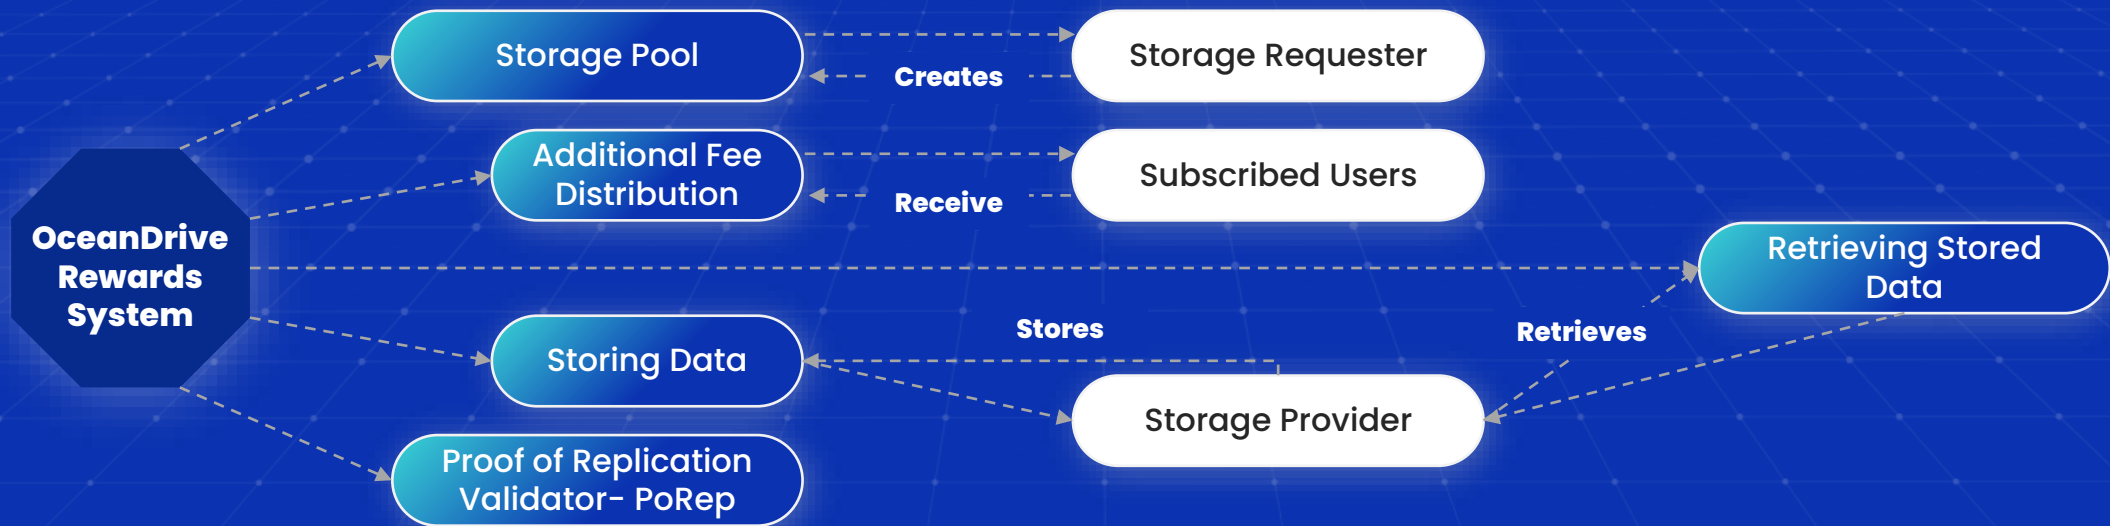 Storage Pool
Creates
Storage Requester
Additional Fee
Distribution
Receive
Subscribed Users
OceanDrive
Rewards
System
Retrieving Stored
Data
Storing Data
Stores
Retrieves
Storage Provider
Proof of Replication
Validator- PoRep